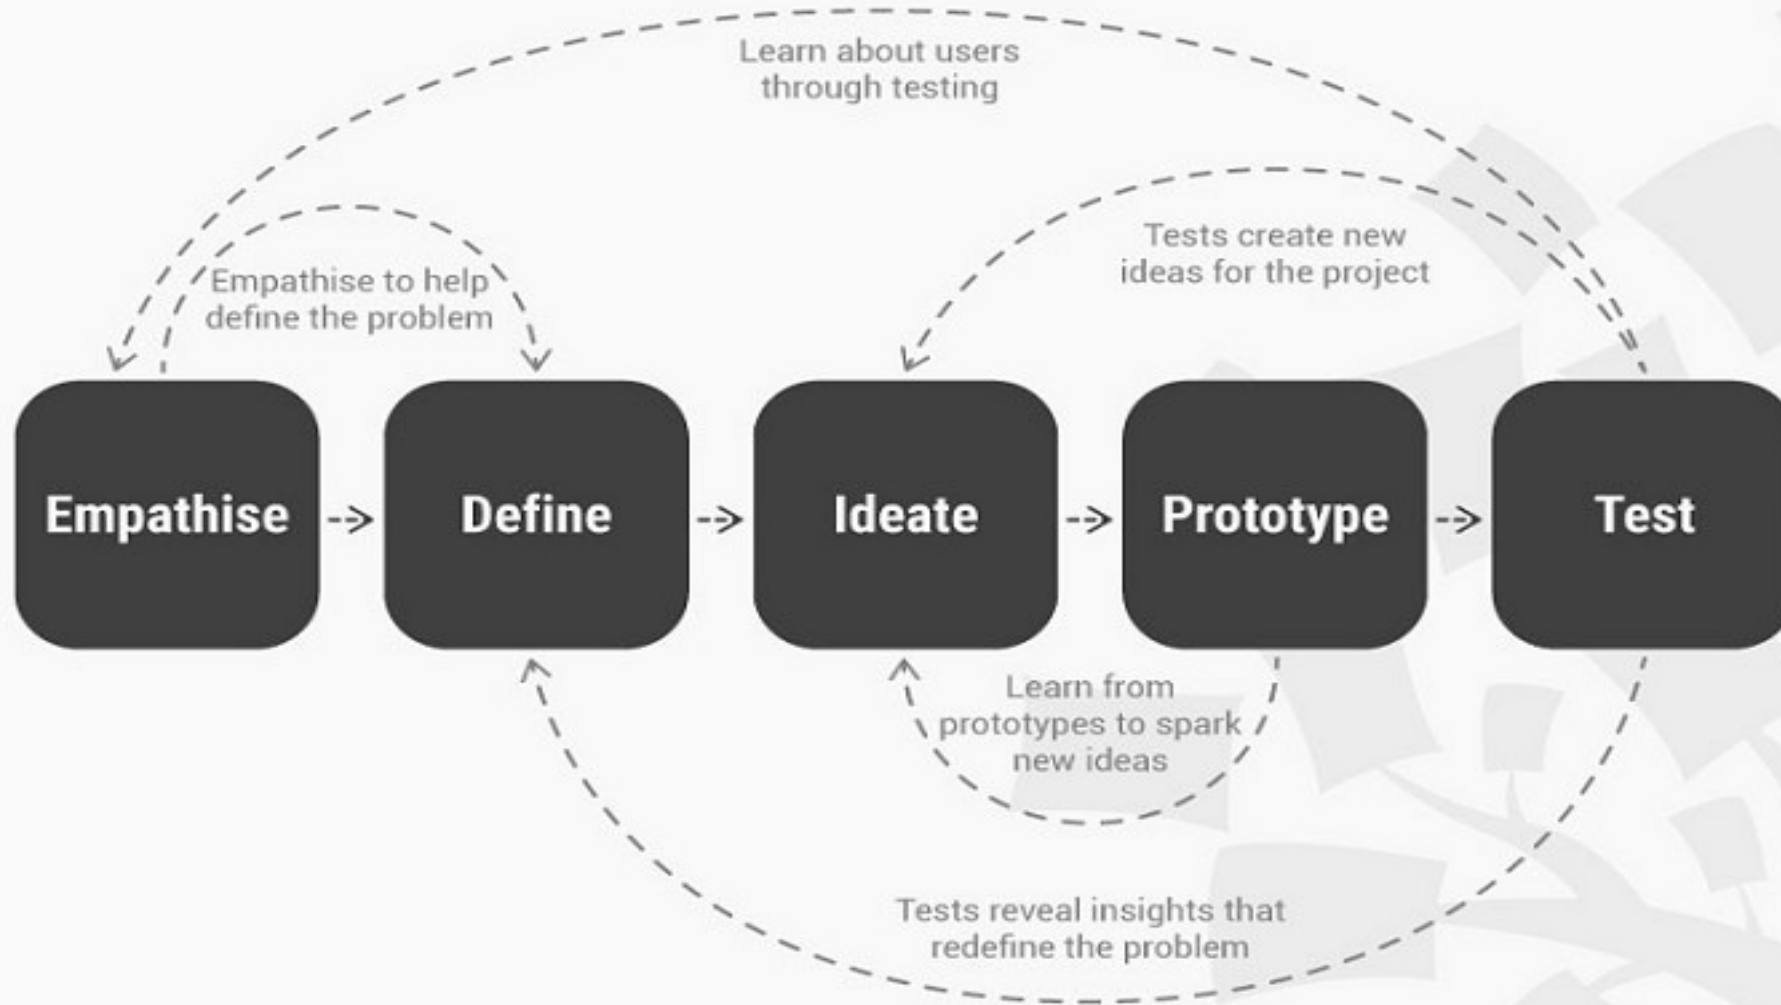 Learn about users
through testing
Tests create new
ideas for the project
Empathise to help
define the problem
Empathise
Define
Ideate
Prototype
Test
Learn from
prototypes to spark
new ideas
Tests reveal insights that
redefine the problem